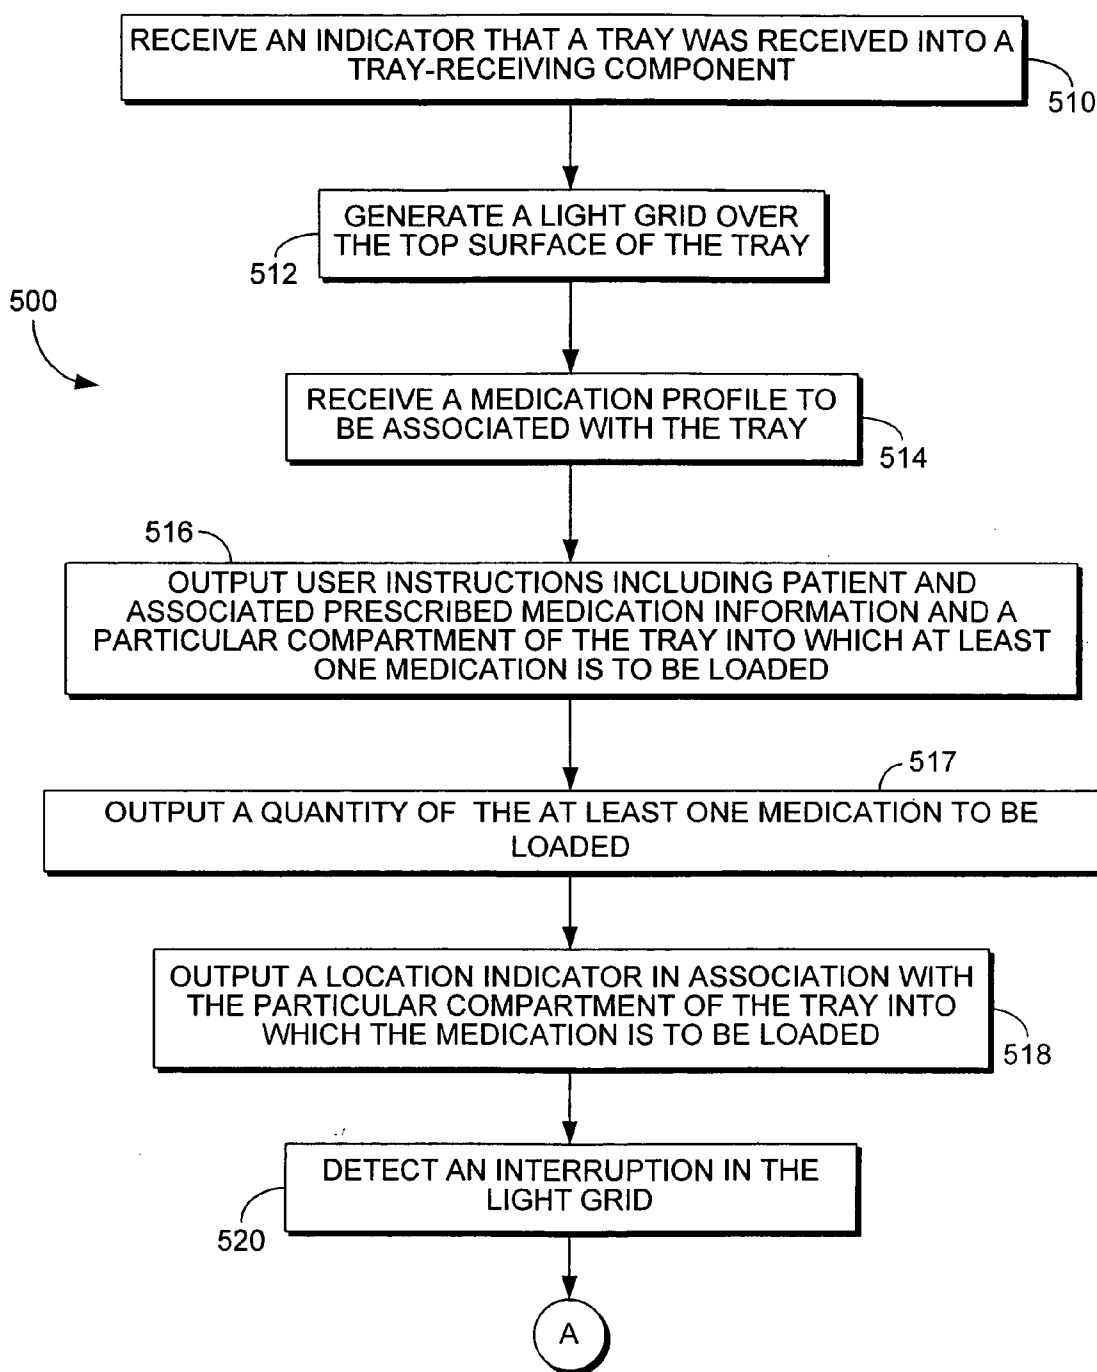 RECEIVE AN INDICATOR THAT A TRAY WAS RECEIVED INTO A
TRAY-RECEIVING COMPONENT
510
GENERATE A LIGHT GRID OVER
THE TOP SURFACE OF THE TRAY
512
500
RECEIVE A MEDICATION PROFILE TO
BE ASSOCIATED WITH THE TRAY
514
516
OUTPUT USER INSTRUCTIONS INCLUDING PATIENT AND
ASSOCIATED PRESCRIBED MEDICATION INFORMATION AND A
PARTICULAR COMPARTMENT OF THE TRAY INTO WHICH AT LEAST
ONE MEDICATION IS TO BE LOADED
517
OUTPUT A QUANTITY OF THE AT LEAST ONE MEDICATION TO BE
LOADED
OUTPUT A LOCATION INDICATOR IN ASSOCIATION WITH
THE PARTICULAR COMPARTMENT OF THE TRAY INTO
WHICH THE MEDICATION IS TO BE LOADED
518
DETECT AN INTERRUPTION IN THE
LIGHT GRID
520
A